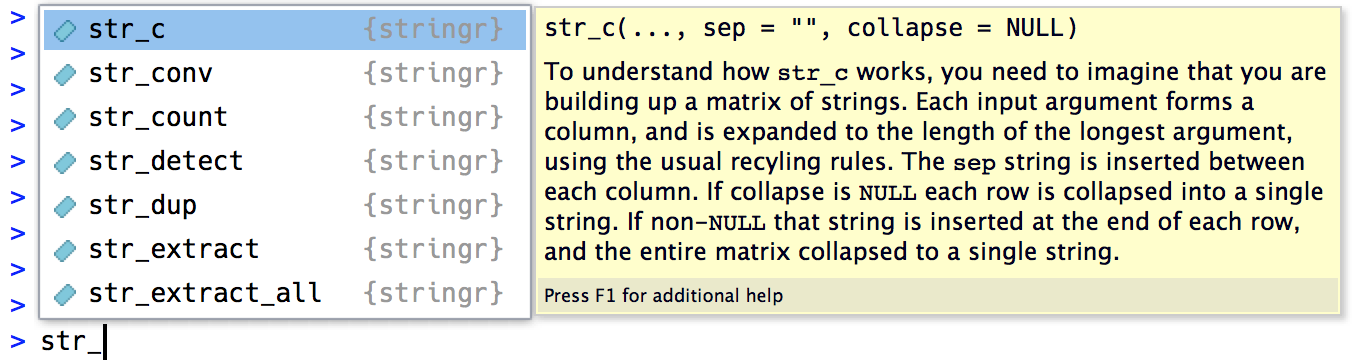 > str_c {stringr}
> str_conv {stringr}
> str_count {stringr}
> str_detect {stringr}
> str_dup {stringr}
> str_extract {stringr}
> str_extract_all {stringr}
>
>
> str_
str_c(..., sep = "", collapse = NULL)
To understand how str_c works, you need to imagine that you are
building up a matrix of strings. Each input argument forms a
column, and is expanded to the length of the longest argument,
using the usual recyling rules. The sep string is inserted between
each column. If collapse is NULL each row is collapsed into a single
string. If non-NULL that string is inserted at the end of each row,
and the entire matrix collapsed to a single string.
Press F1 for additional help